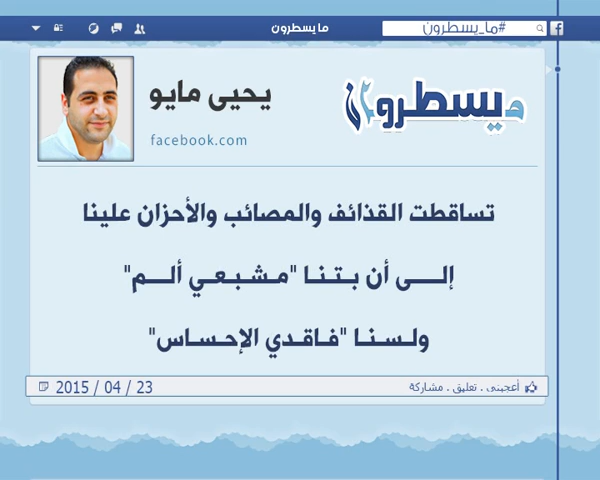 #ما_يسطرون
ما يسطرون
يحيى مايو
facebook.com
ما يسطرون
تساقطت القذائف والمصائب والأحزان علينا
إلى أن بتنا "مشبعي ألم"
ولسنا "فاقدي الإحساس"
أعجبني . تعليق . مشاركة
2015 / 04 / 23